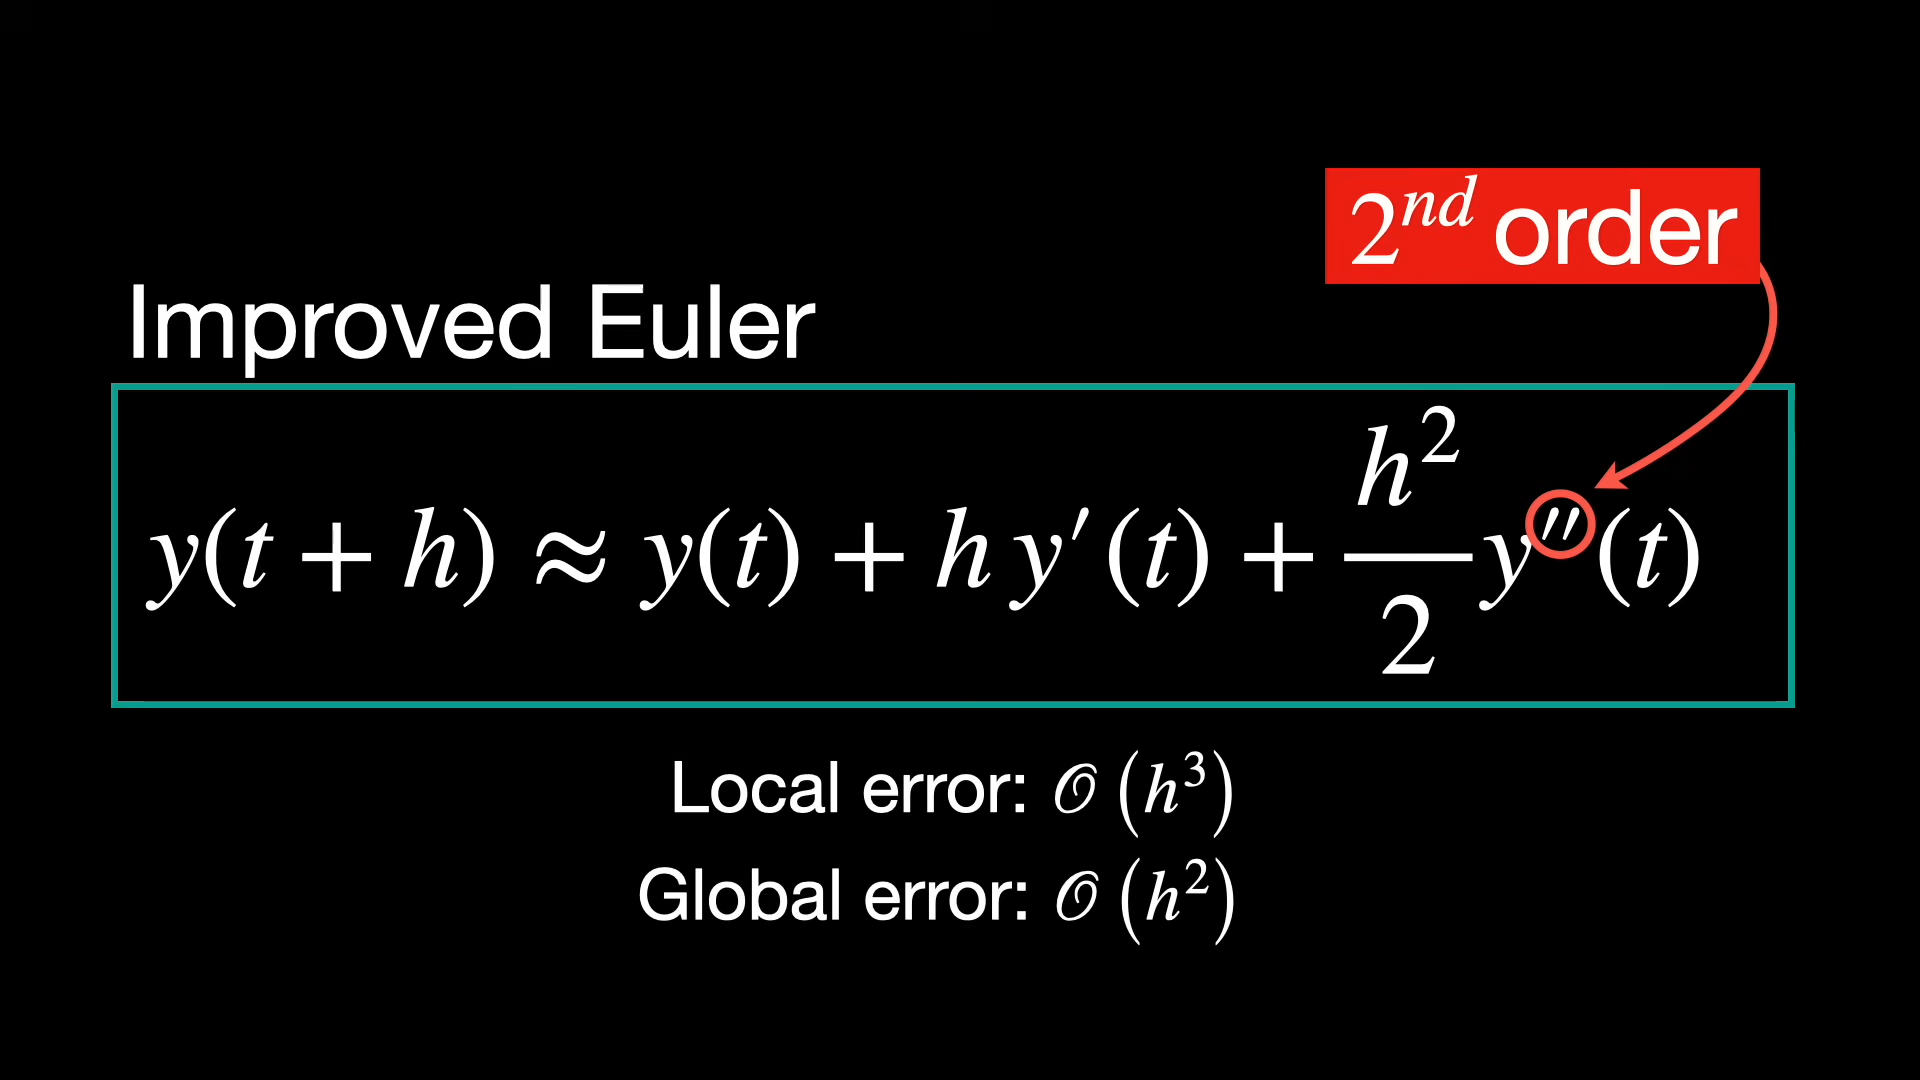 2ⁿᵈ order
Improved Euler
y(t + h) ≈ y(t) + h y′(t) + h²/2 y″(t)
Local error: 𝒪 (h³)
Global error: 𝒪 (h²)